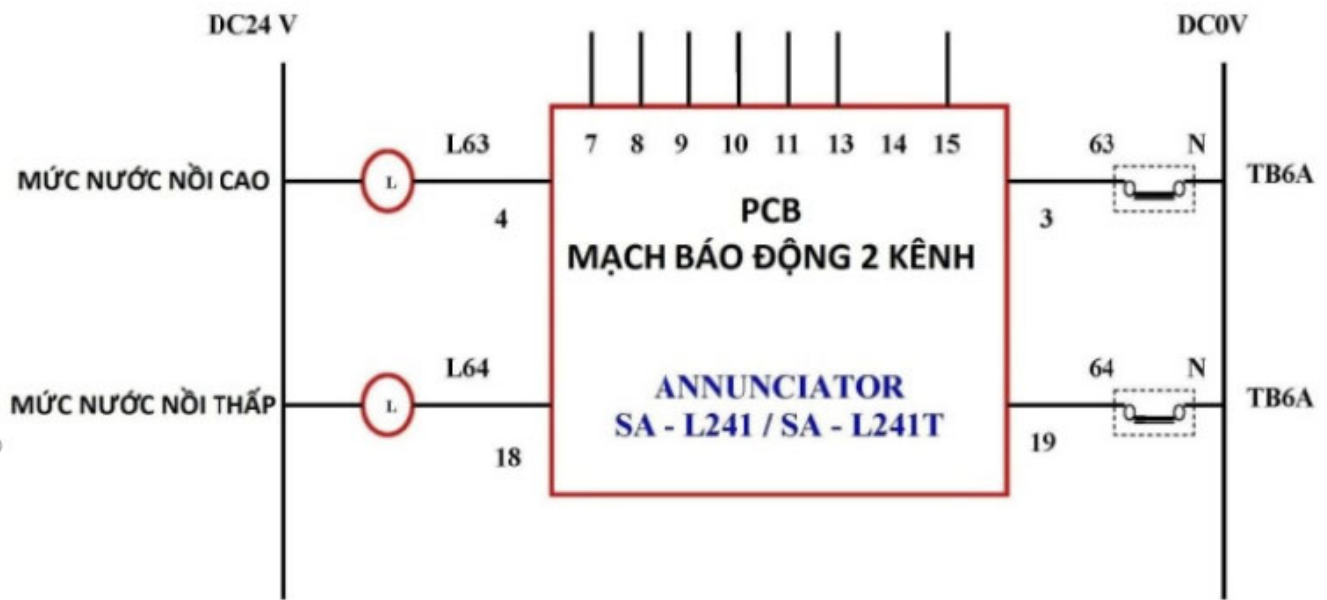 DC24 V
DC0V
L63
7 8 9 10 11 13 14 15
63 N
TB6A
MỨC NƯỚC NỒI CAO
L
4
PCB
3
MẠCH BÁO ĐỘNG 2 KÊNH
L64
64 N
MỨC NƯỚC NỒI THẤP
L
ANNUNCIATOR
TB6A
SA - L241 / SA - L241T
18
19